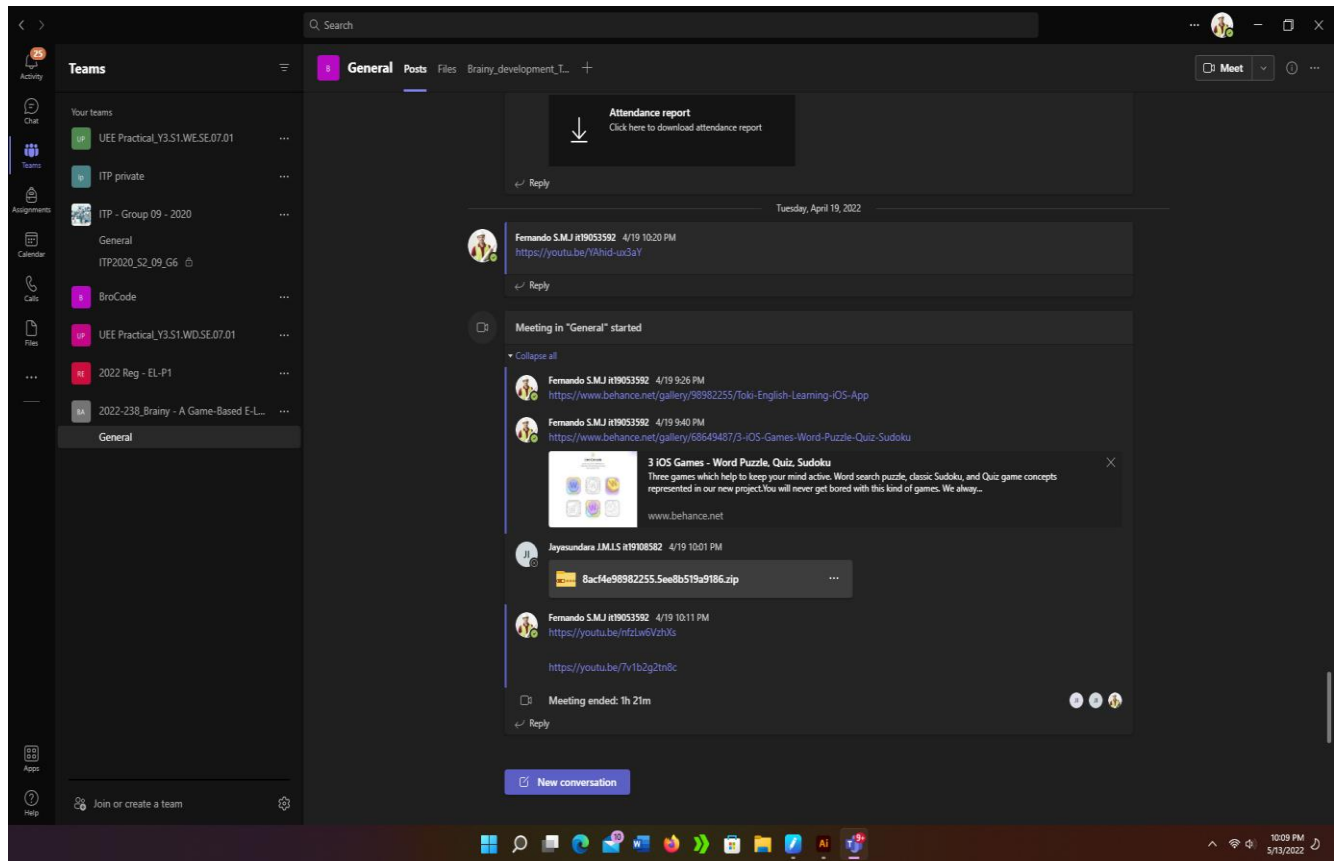 Search
25
Activity
Chat
Teams
Assignments
Calendar
Calls
Files
Apps
Help
Teams
Your teams
UP UEE Practical_Y3.S1.WE.SE.07.01
ip ITP private
ITP - Group 09 - 2020
General
ITP2020_S2_09_G6
B BroCode
UP UEE Practical_Y3.S1.WD.SE.07.01
RE 2022 Reg - EL-P1
BA 2022-238_Brainy - A Game-Based E-L...
General
Join or create a team
B General Posts Files Brainy_development_T... +
Meet
Attendance report
Click here to download attendance report
Reply
Tuesday, April 19, 2022
Fernando S.M.J it19053592 4/19 10:20 PM
https://youtu.be/YAhid-ux3aY
Reply
Meeting in "General" started
Collapse all
Fernando S.M.J it19053592 4/19 9:26 PM
https://www.behance.net/gallery/98982255/Toki-English-Learning-iOS-App
Fernando S.M.J it19053592 4/19 9:40 PM
https://www.behance.net/gallery/68649487/3-iOS-Games-Word-Puzzle-Quiz-Sudoku
3 iOS Games - Word Puzzle, Quiz, Sudoku
Three games which help to keep your mind active. Word search puzzle, classic Sudoku, and Quiz game concepts
represented in our new project.You will never get bored with this kind of games. We alway...
www.behance.net
JI Jayasundara J.M.I.S it19108582 4/19 10:01 PM
8acf4e98982255.5ee8b519a9186.zip
Fernando S.M.J it19053592 4/19 10:11 PM
https://youtu.be/nfzLw6VzhXs
https://youtu.be/7v1b2g2tn8c
Meeting ended: 1h 21m
Reply
New conversation
10
Ai
9+
10:09 PM
5/13/2022